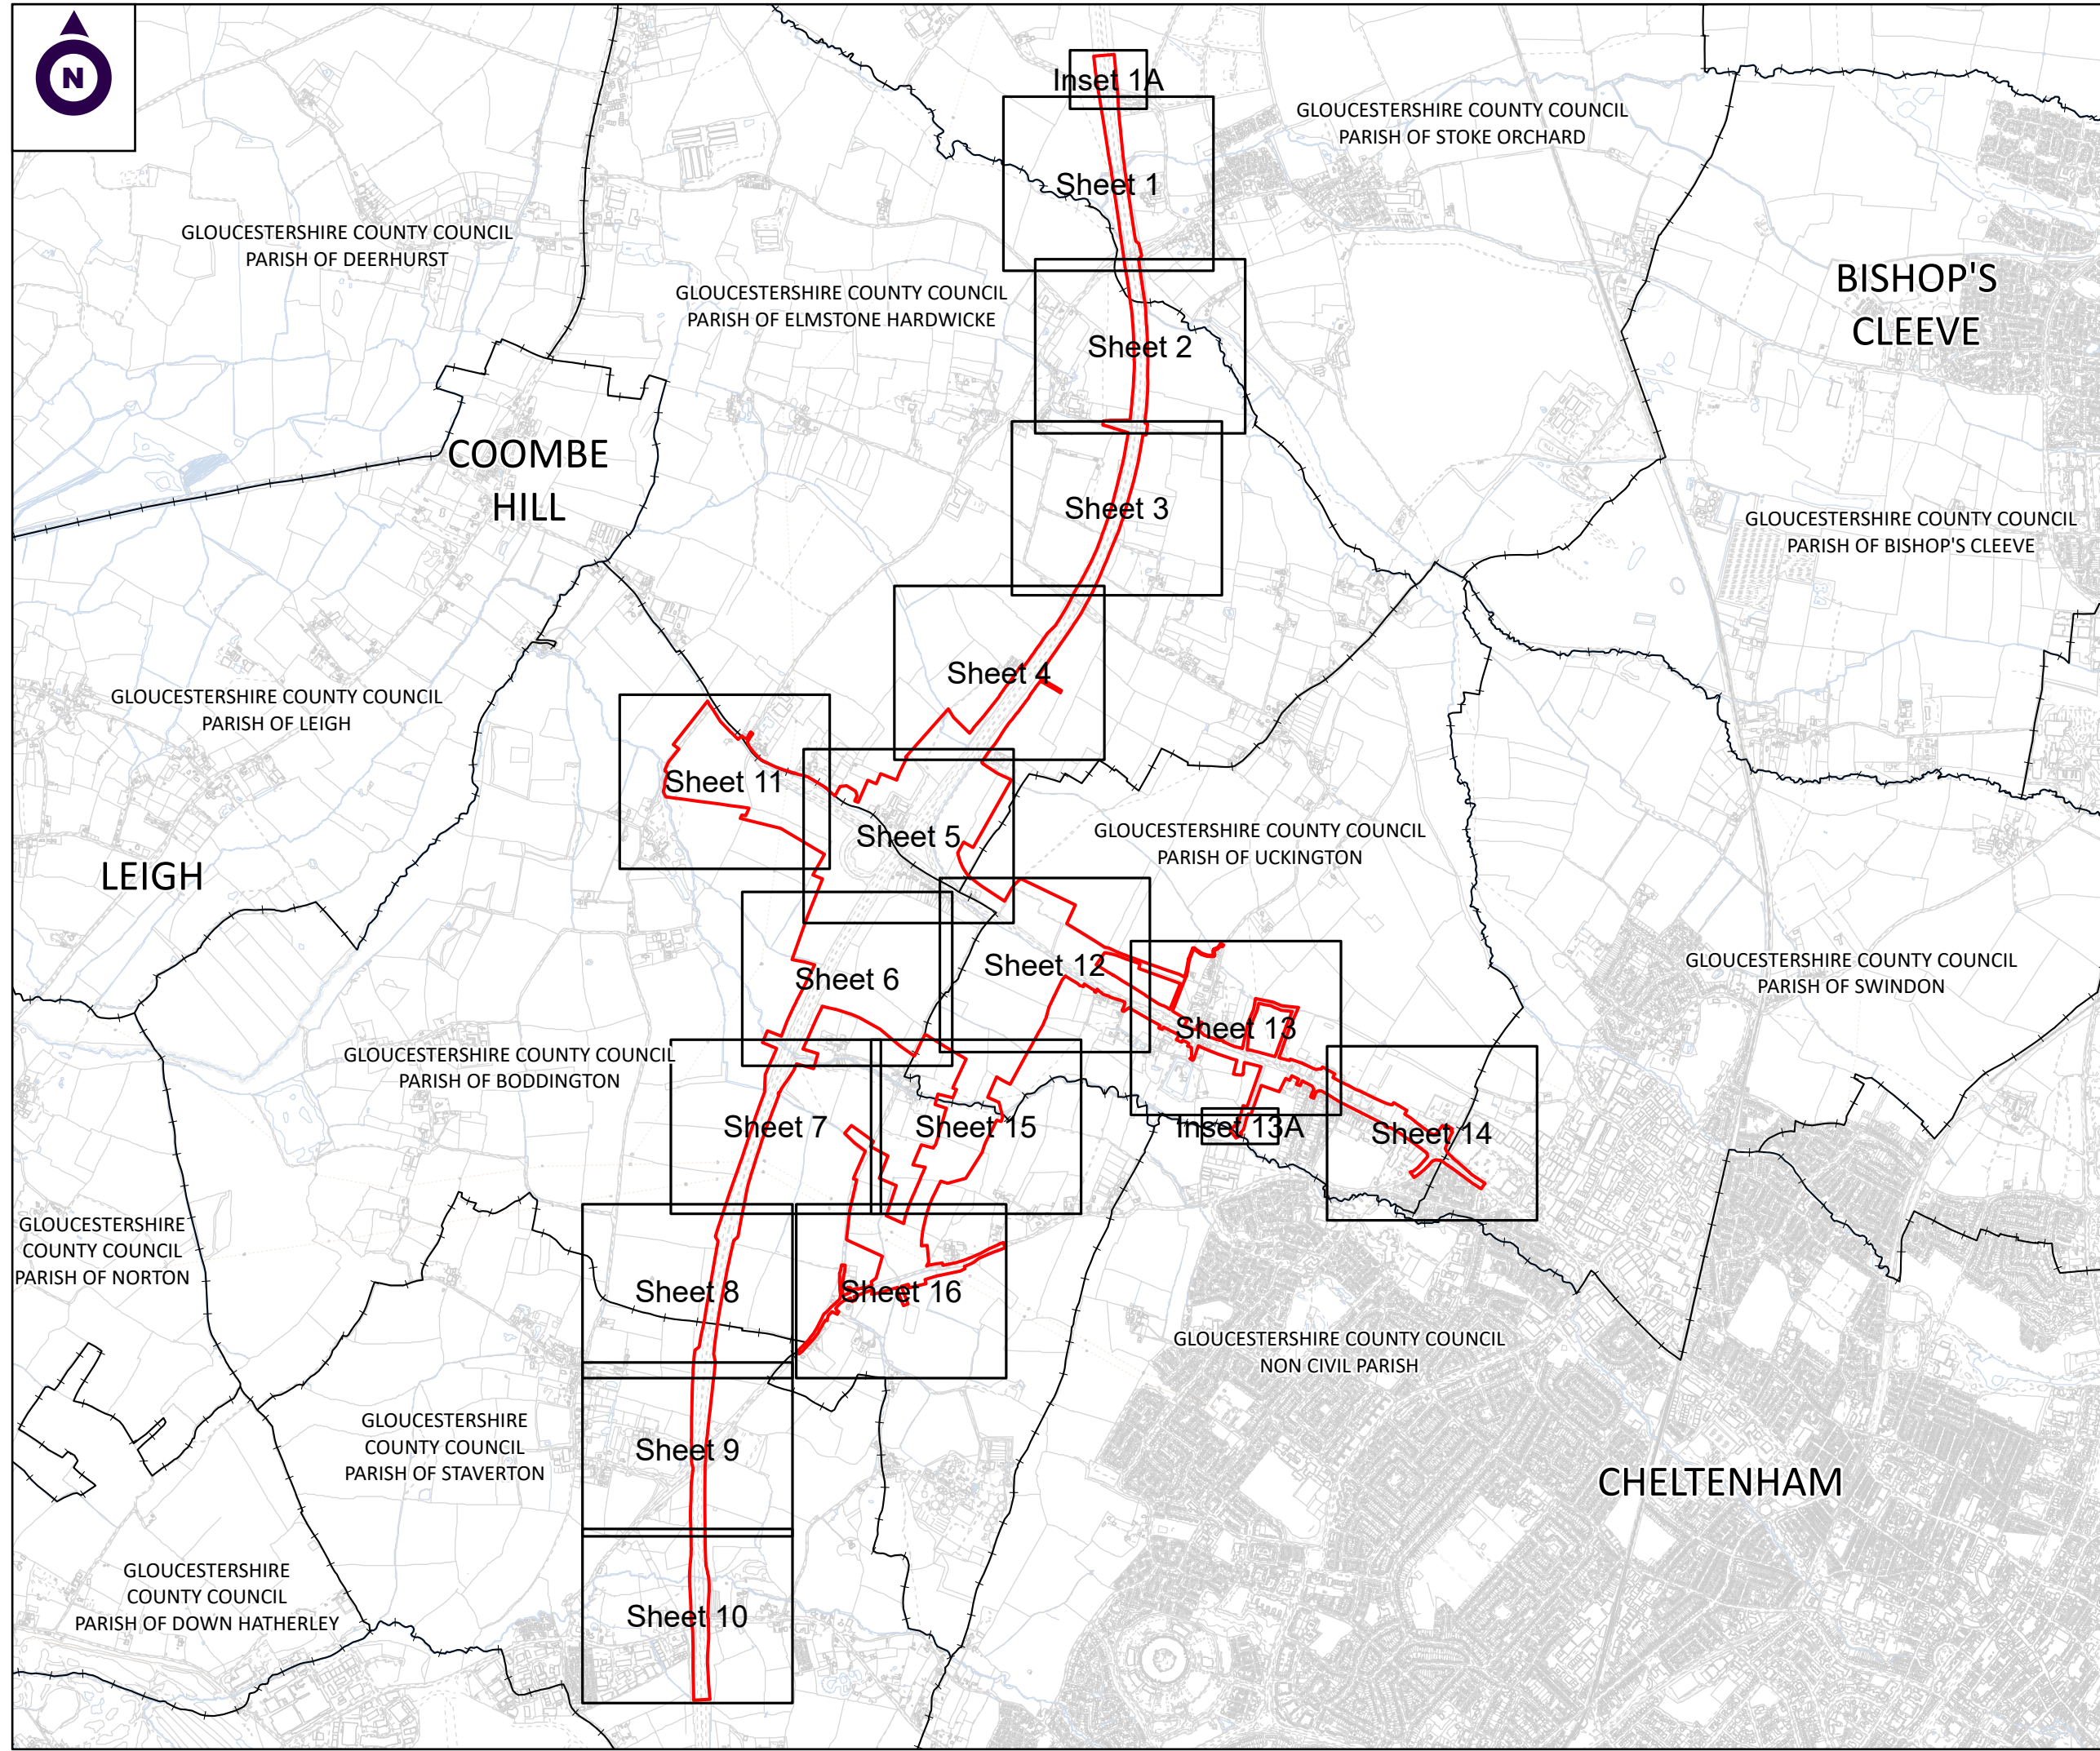 N
Inset 1A
GLOUCESTERSHIRE COUNTY COUNCIL
PARISH OF STOKE ORCHARD
Sheet 1
GLOUCESTERSHIRE COUNTY COUNCIL
PARISH OF DEERHURST
GLOUCESTERSHIRE COUNTY COUNCIL
PARISH OF ELMSTONE HARDWICKE
BISHOP'S
CLEEVE
Sheet 2
COOMBE
HILL
Sheet 3
GLOUCESTERSHIRE COUNTY COUNCIL
PARISH OF BISHOP'S CLEEVE
Sheet 4
GLOUCESTERSHIRE COUNTY COUNCIL
PARISH OF LEIGH
Sheet 11
Sheet 5
GLOUCESTERSHIRE COUNTY COUNCIL
PARISH OF UCKINGTON
LEIGH
Sheet 6
Sheet 12
GLOUCESTERSHIRE COUNTY COUNCIL
PARISH OF SWINDON
Sheet 13
GLOUCESTERSHIRE COUNTY COUNCIL
PARISH OF BODDINGTON
Sheet 7
Sheet 15
Inset 13A
Sheet 14
GLOUCESTERSHIRE
COUNTY COUNCIL
PARISH OF NORTON
Sheet 8
Sheet 16
GLOUCESTERSHIRE COUNTY COUNCIL
NON CIVIL PARISH
GLOUCESTERSHIRE
COUNTY COUNCIL
PARISH OF STAVERTON
Sheet 9
CHELTENHAM
GLOUCESTERSHIRE
COUNTY COUNCIL
PARISH OF DOWN HATHERLEY
Sheet 10